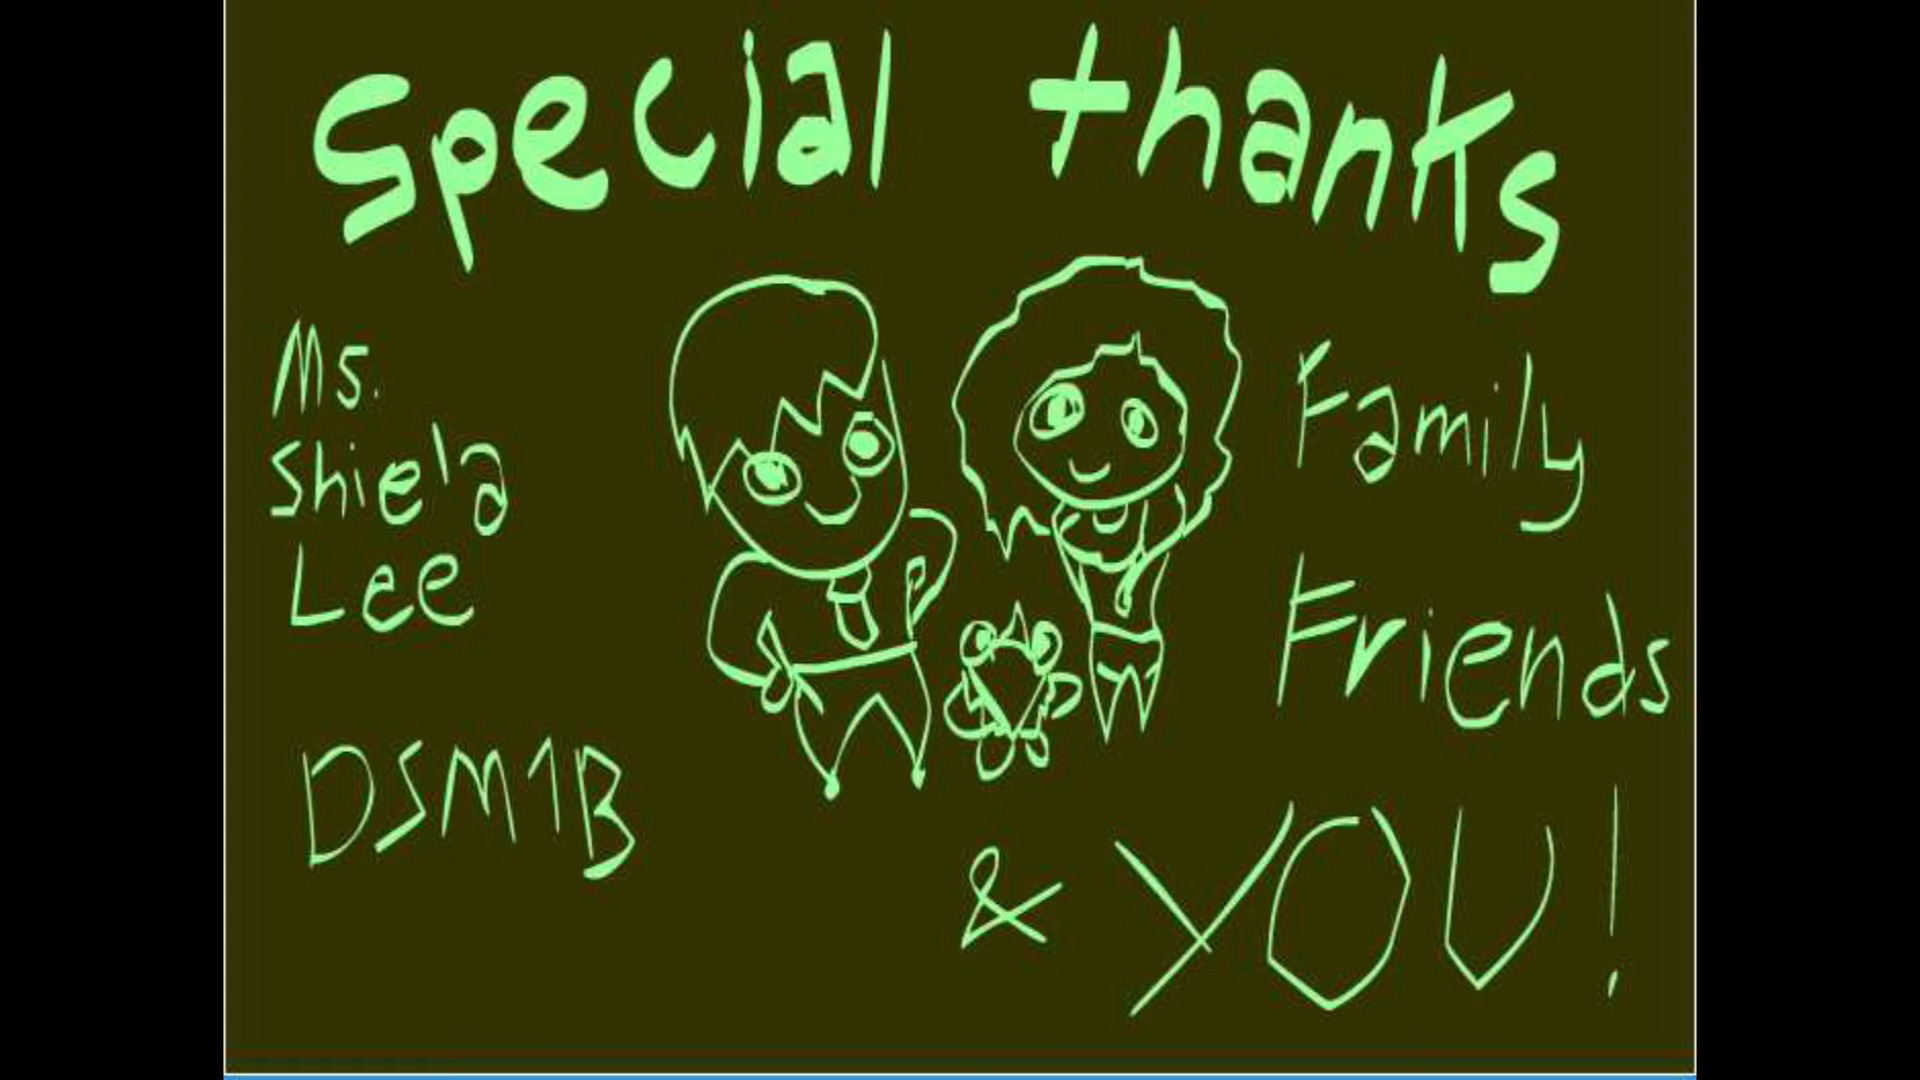 Special thanks
Ms.
Shiela
Lee
DSM1B
Family
Friends
& YOU!